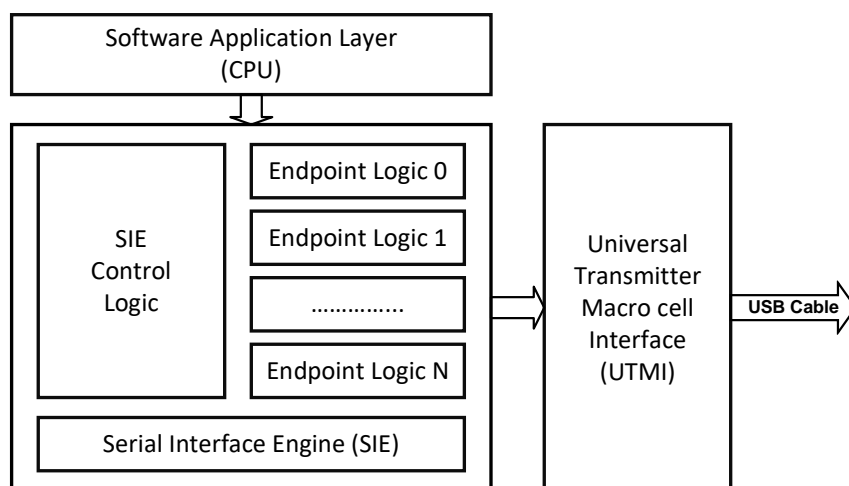 Software Application Layer
(CPU)
SIE
Control
Logic
Endpoint Logic 0
Endpoint Logic 1
…………...
Endpoint Logic N
Serial Interface Engine (SIE)
Universal
Transmitter
Macro cell
Interface
(UTMI)
USB Cable